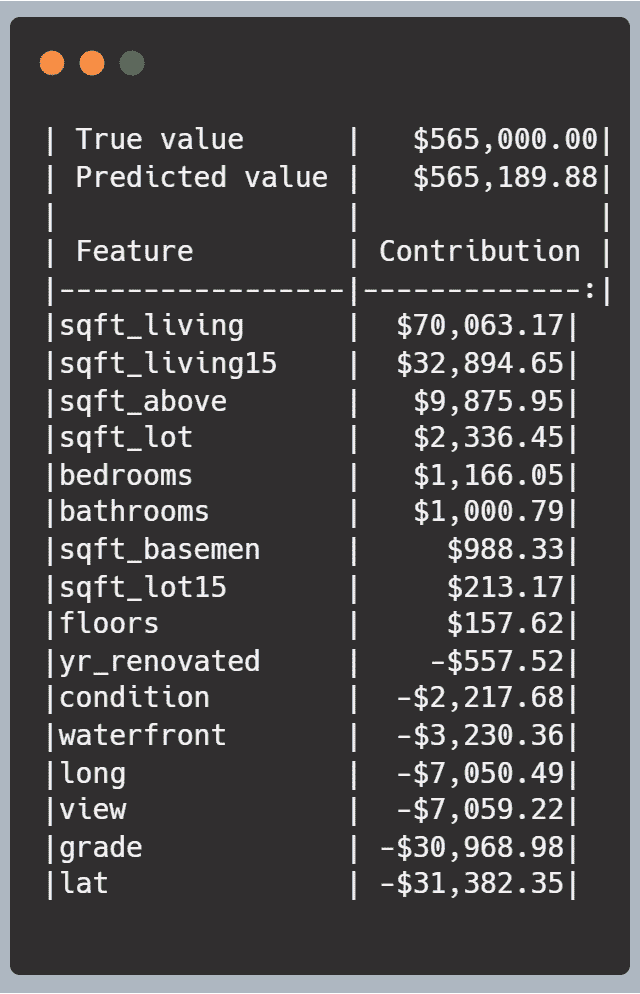 | True value      |   $565,000.00|
| Predicted value |   $565,189.88|
|                 |              |
| Feature         | Contribution |
|-----------------|-------------:|
|sqft_living      |  $70,063.17|
|sqft_living15    |  $32,894.65|
|sqft_above       |   $9,875.95|
|sqft_lot         |   $2,336.45|
|bedrooms         |   $1,166.05|
|bathrooms        |   $1,000.79|
|sqft_basemen     |     $988.33|
|sqft_lot15       |     $213.17|
|floors           |     $157.62|
|yr_renovated     |    -$557.52|
|condition        |  -$2,217.68|
|waterfront       |  -$3,230.36|
|long             |  -$7,050.49|
|view             |  -$7,059.22|
|grade            | -$30,968.98|
|lat              | -$31,382.35|